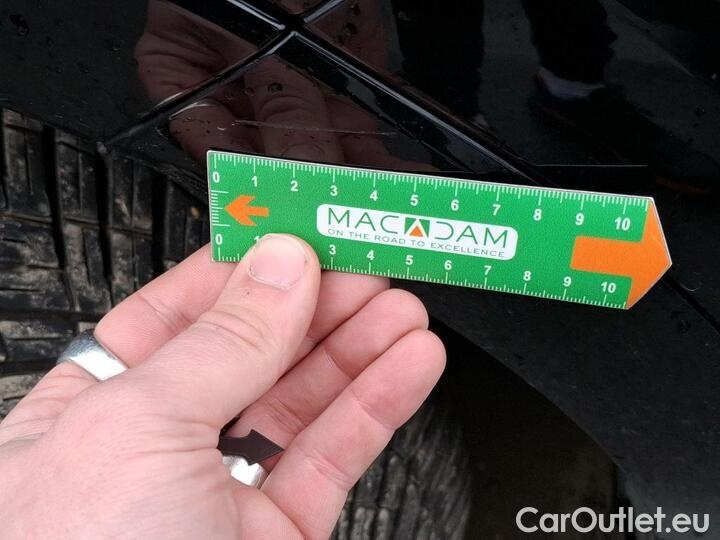 0 1 2 3 4 5 6 7 8 9 10
MACADAM
ON THE ROAD TO EXCELLENCE
0 1 3 4 5 6 7 8 9 10
CarOutlet.eu